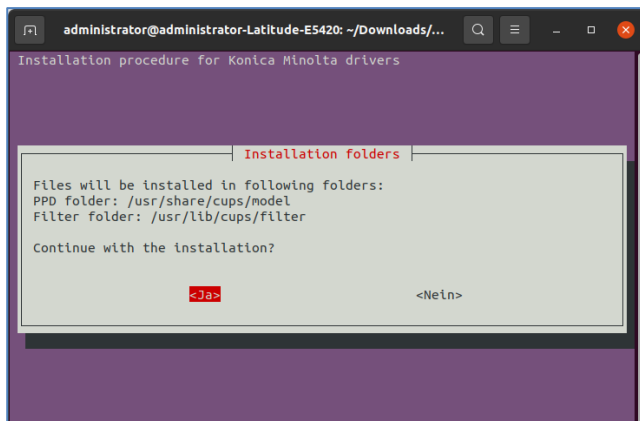 administrator@administrator-Latitude-E5420: ~/Downloads/...
Installation procedure for Konica Minolta drivers
Installation folders
Files will be installed in following folders:
PPD folder: /usr/share/cups/model
Filter folder: /usr/lib/cups/filter
Continue with the installation?
<Ja> <Nein>